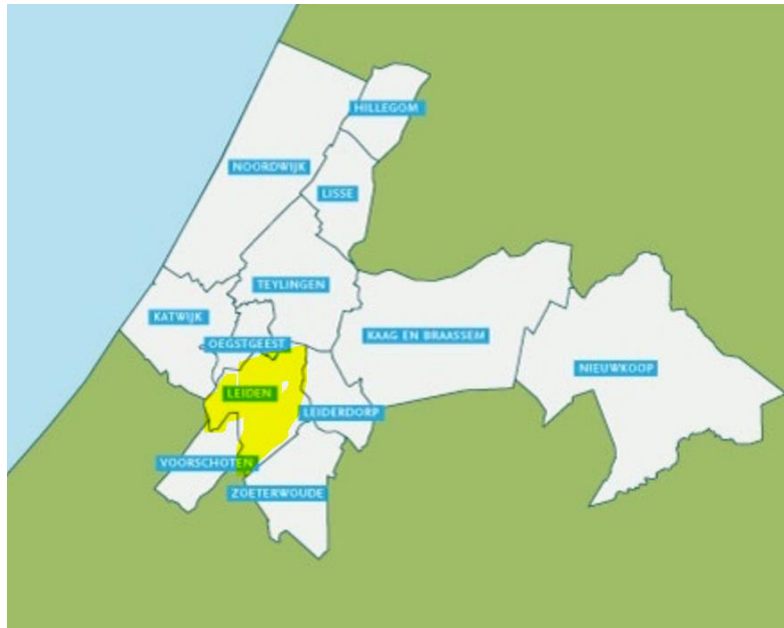 HILLEGOM
NOORDWIJK
LISSE
TEYLINGEN
KATWIJK
OEGSTGEEST
KAAG EN BRAASSEM
NIEUWKOOP
LEIDEN
LEIDERDORP
VOORSCHOTEN
ZOETERWOUDE